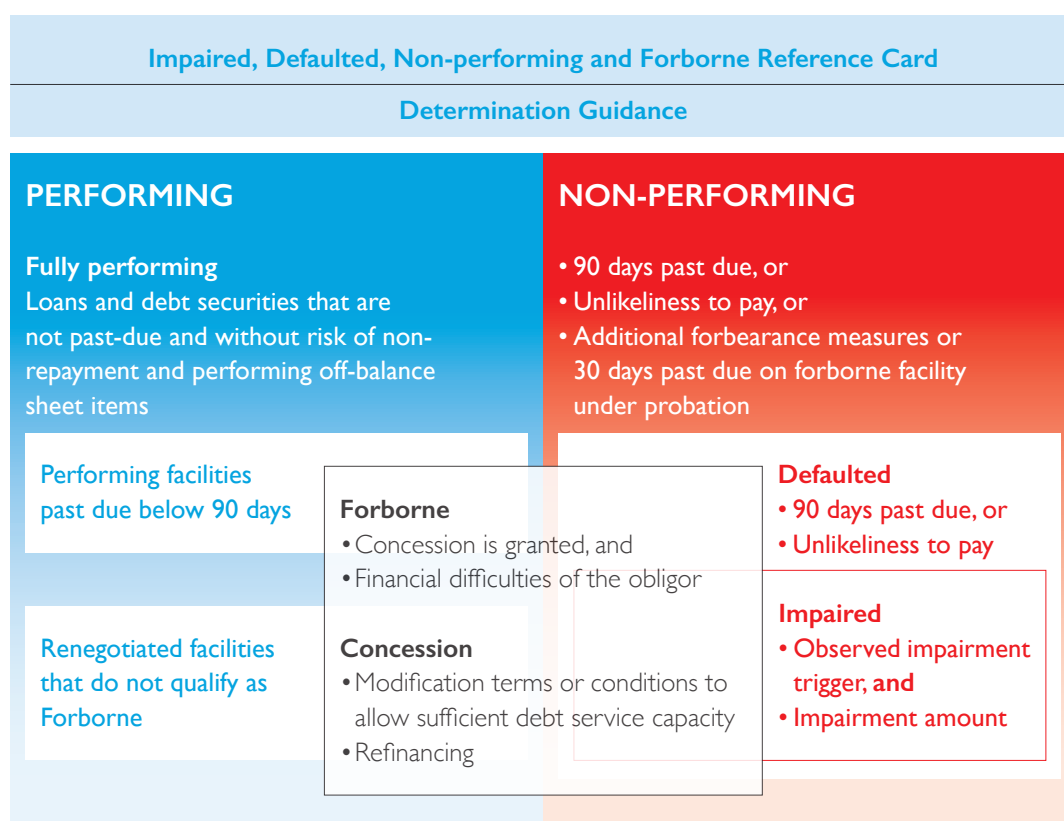 Impaired, Defaulted, Non-performing and Forborne Reference Card
Determination Guidance
PERFORMING
Fully performing
Loans and debt securities that are
not past-due and without risk of non-
repayment and performing off-balance
sheet items
Performing facilities
past due below 90 days
Renegotiated facilities
that do not qualify as
Forborne
Forborne
• Concession is granted, and
• Financial difficulties of the obligor
Concession
• Modification terms or conditions to
allow sufficient debt service capacity
• Refinancing
NON-PERFORMING
• 90 days past due, or
• Unlikeliness to pay, or
• Additional forbearance measures or
30 days past due on forborne facility
under probation
Defaulted
• 90 days past due, or
• Unlikeliness to pay
Impaired
• Observed impairment
trigger, and
• Impairment amount